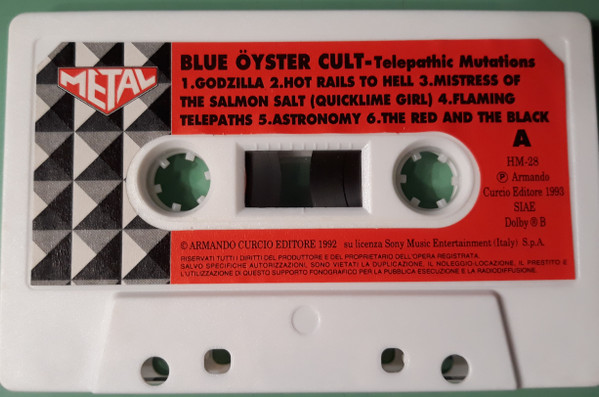 METAL
BLUE ÖYSTER CULT-Telepathic Mutations
1.GODZILLA 2.HOT RAILS TO HELL 3.MISTRESS OF
THE SALMON SALT (QUICKLIME GIRL) 4.FLAMING
TELEPATHS 5.ASTRONOMY 6.THE RED AND THE BLACK
A
HM-28
Ⓟ Armando
Curcio Editore 1993
SIAE
Dolby ® B
© ARMANDO CURCIO EDITORE 1992 su licenza Sony Music Entertainment (Italy) S.p.A.
RISERVATI TUTTI I DIRITTI DEL PRODUTTORE E DEL PROPRIETARIO DELL'OPERA REGISTRATA.
SALVO SPECIFICHE AUTORIZZAZIONI, SONO VIETATI LA DUPLICAZIONE, IL NOLEGGIO-LOCAZIONE, IL PRESTITO E
L'UTILIZZAZIONE DI QUESTO SUPPORTO FONOGRAFICO PER LA PUBBLICA ESECUZIONE E LA RADIODIFFUSIONE.